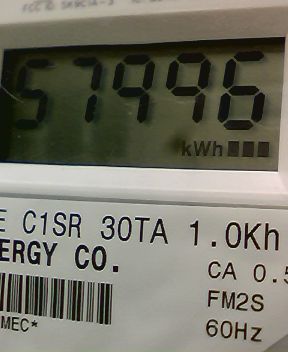 57996
kWh
E C1SR 30TA 1.0Kh
ERGY CO.
CA 0.5
FM2S
MEC*
60Hz